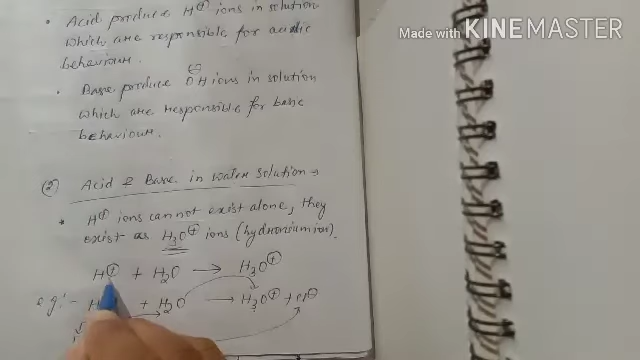 Made with KINEMASTER
• Acid produce H⊕ ions in solution
which are responsible for acidic
behaviour.
• Base produce ⊖OH ions in solution
which are responsible for basic
behaviour.
(2) Acid & Base in water solution →
* H⊕ ions cannot exist alone, they
exist as H3O⊕ ions (hydronium ion).
H⊕ + H2O → H3O⊕
e.g:- H + H2O → H3O⊕ + Cl⊖